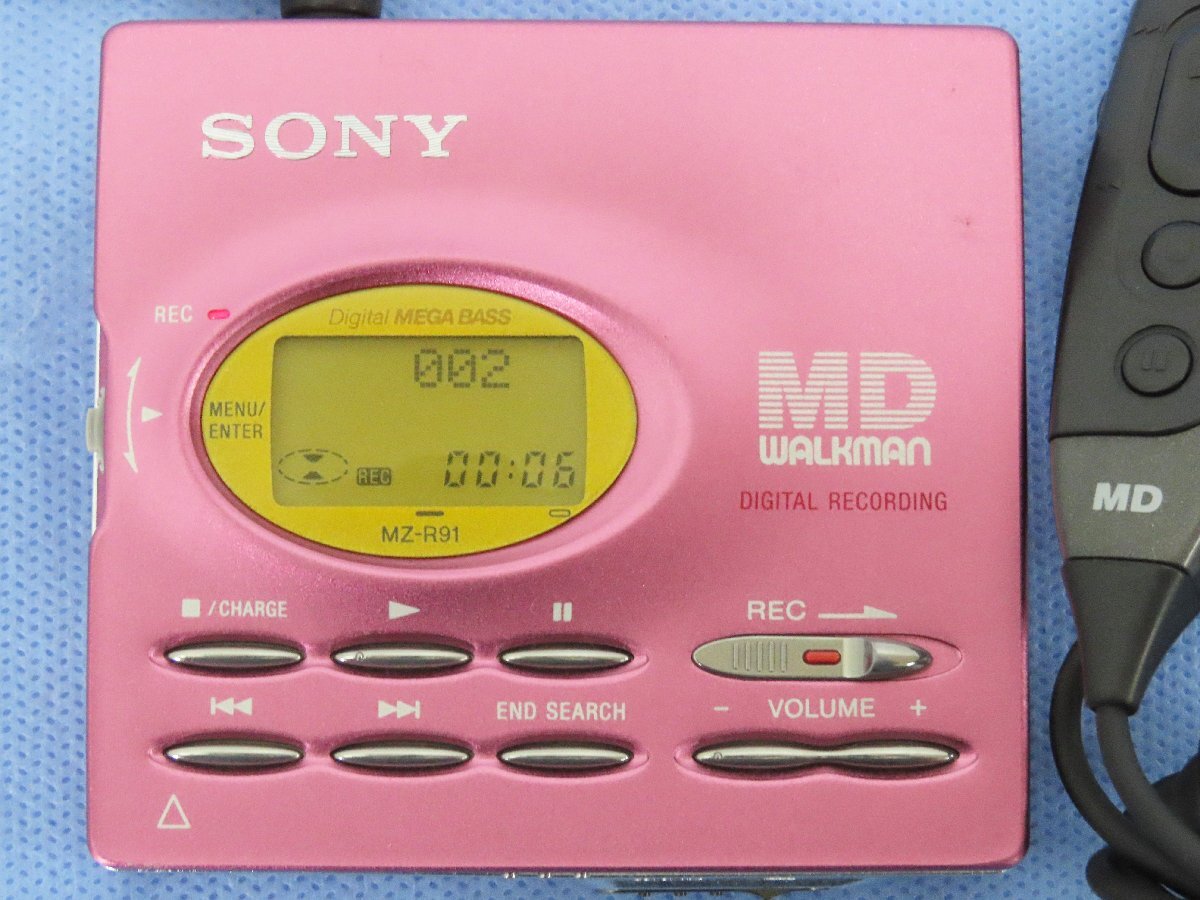 SONY
REC
Digital MEGA BASS
002
MENU/
ENTER
REC
00:06
MZ-R91
MD
WALKMAN
DIGITAL RECORDING
MD
/CHARGE
REC
END SEARCH
- VOLUME +